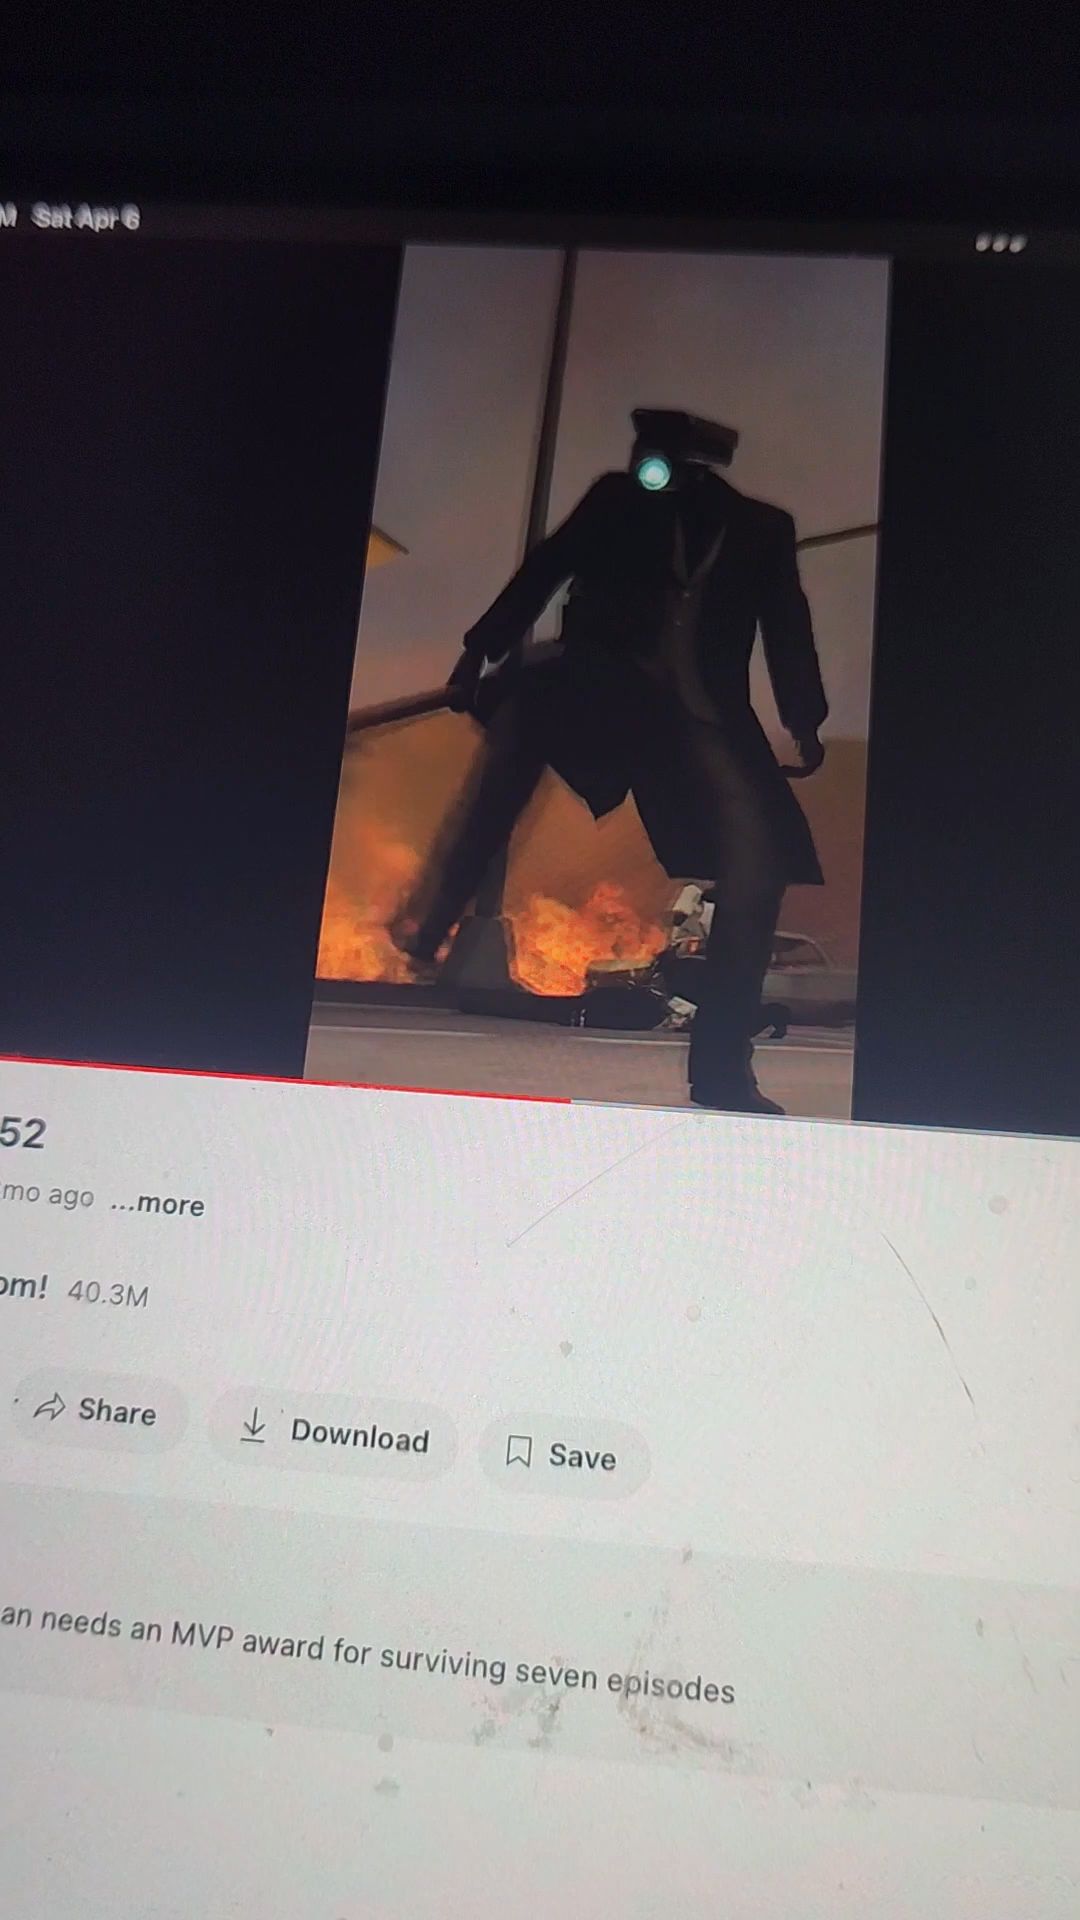 M Sat Apr 6
52
mo ago ...more
om! 40.3M
Share
Download
Save
an needs an MVP award for surviving seven episodes